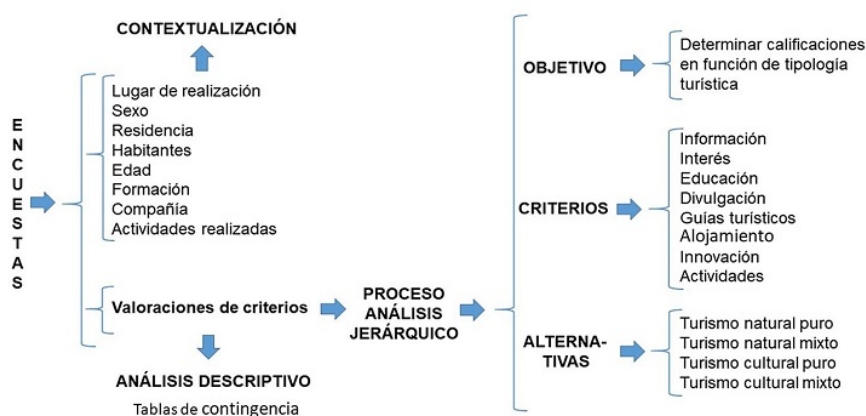 ENCUESTAS
CONTEXTUALIZACIÓN
Lugar de realización
Sexo
Residencia
Habitantes
Edad
Formación
Compañía
Actividades realizadas
Valoraciones de criterios
ANÁLISIS DESCRIPTIVO
Tablas de contingencia
PROCESO
ANÁLISIS
JERÁRQUICO
OBJETIVO
Determinar calificaciones
en función de tipología
turística
CRITERIOS
Información
Interés
Educación
Divulgación
Guías turísticos
Alojamiento
Innovación
Actividades
ALTERNA-
TIVAS
Turismo natural puro
Turismo natural mixto
Turismo cultural puro
Turismo cultural mixto